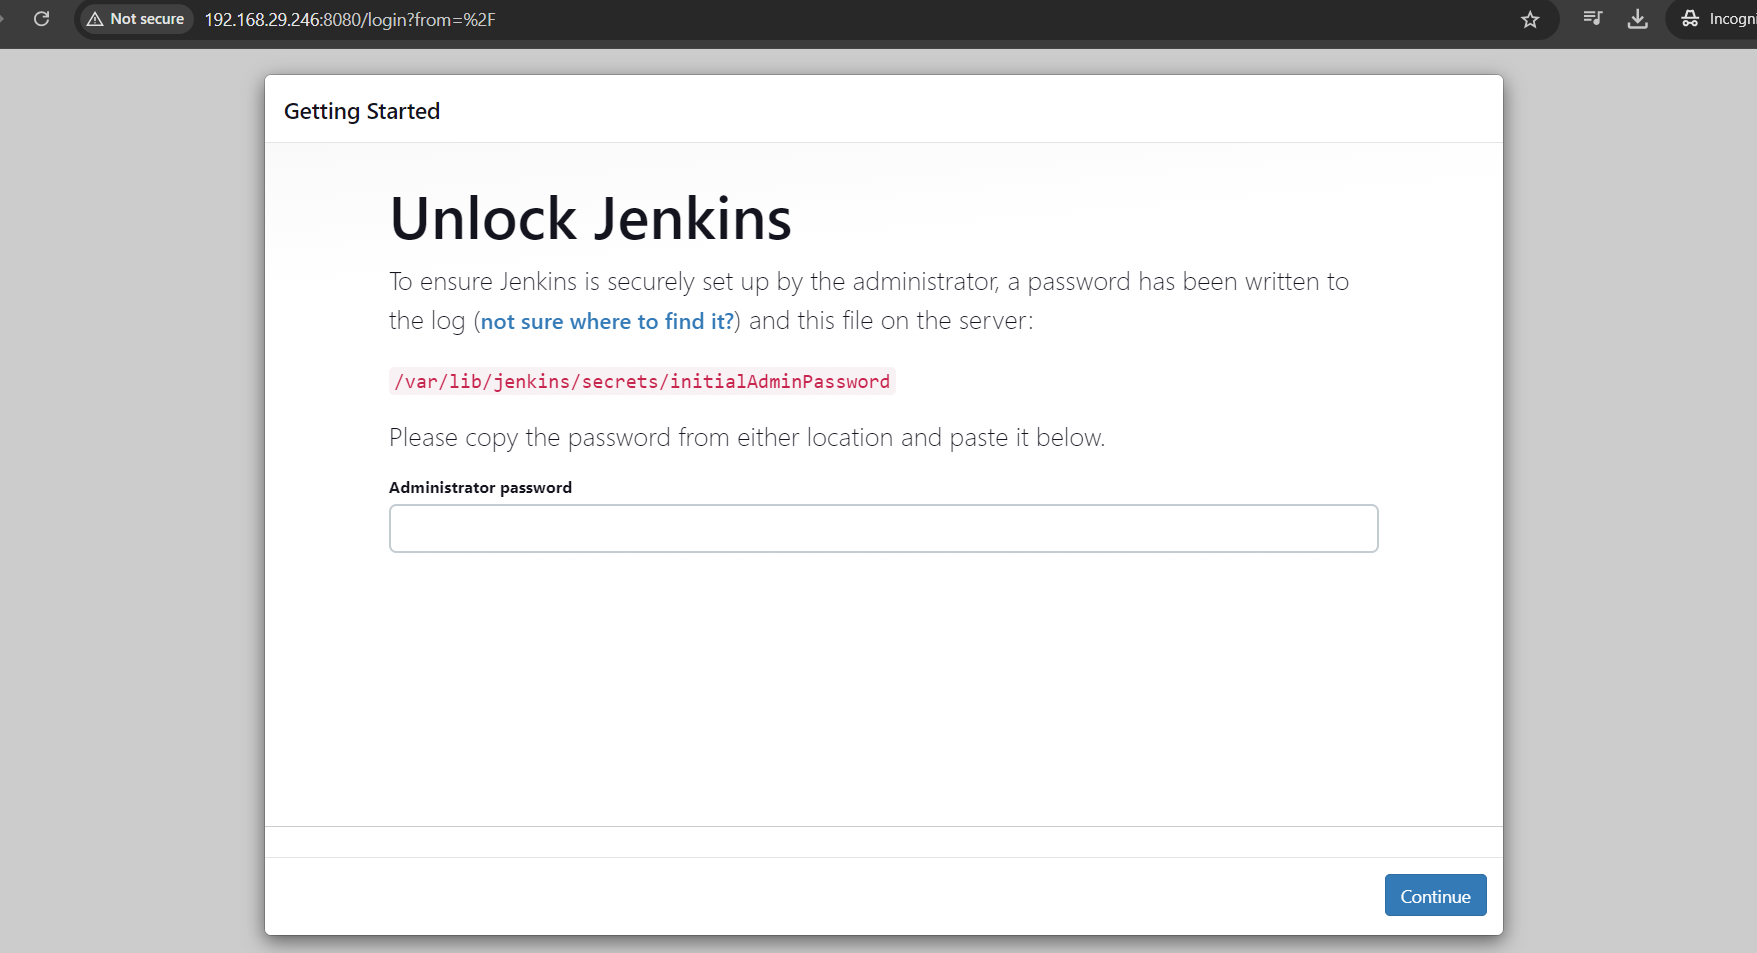 Not secure 192.168.29.246:8080/login?from=%2F
Getting Started
Unlock Jenkins
To ensure Jenkins is securely set up by the administrator, a password has been written to
the log (not sure where to find it?) and this file on the server:
/var/lib/jenkins/secrets/initialAdminPassword
Please copy the password from either location and paste it below.
Administrator password
Continue